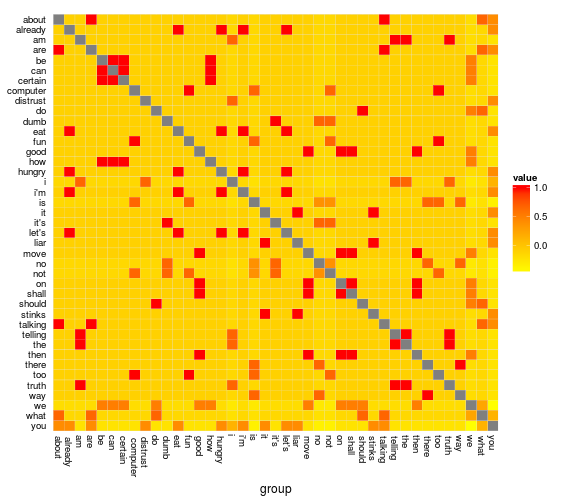 about
already
am
are
be
can
certain
computer
distrust
do
dumb
eat
fun
good
how
hungry
i
i'm
is
it
it's
let's
liar
move
no
not
on
shall
should
stinks
talking
telling
the
then
there
too
truth
way
we
what
you
value
1.0
0.5
0.0
about
already
am
are
be
can
certain
computer
distrust
do
dumb
eat
fun
good
how
hungry
i
i'm
is
it
it's
let's
liar
move
no
not
on
shall
should
stinks
talking
telling
the
then
there
too
truth
way
we
what
you
group